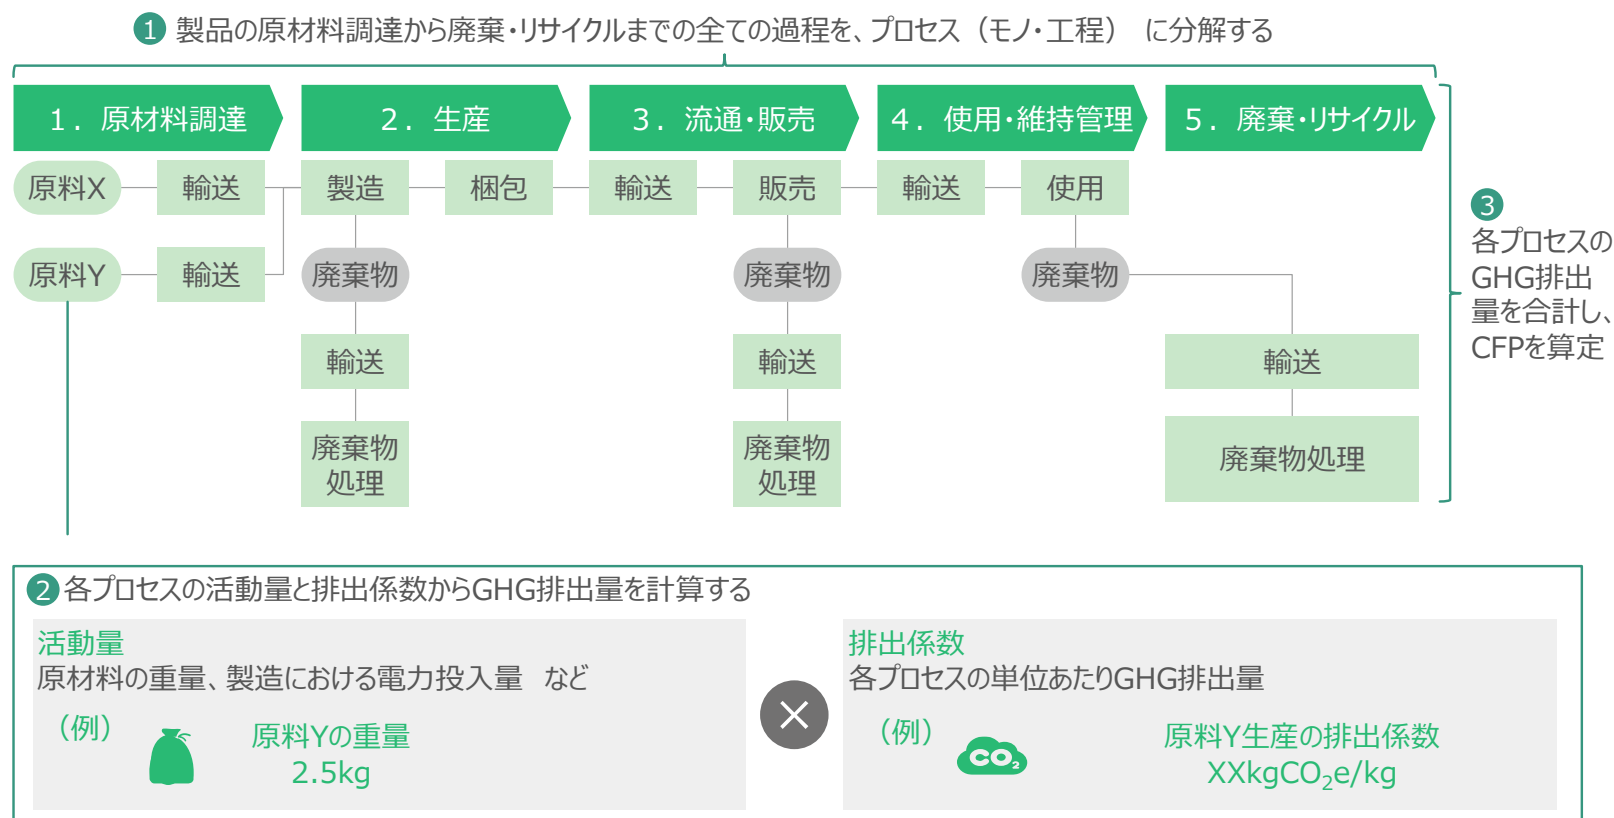 1 製品の原材料調達から廃棄・リサイクルまでの全ての過程を、プロセス（モノ・工程） に分解する
1. 原材料調達
2. 生産
3. 流通・販売
4. 使用・維持管理
5. 廃棄・リサイクル
原料X
輸送
製造
梱包
輸送
販売
輸送
使用
原料Y
輸送
廃棄物
廃棄物
廃棄物
輸送
輸送
輸送
廃棄物
処理
廃棄物
処理
廃棄物処理
3
各プロセスの
GHG排出
量を合計し、
CFPを算定
2 各プロセスの活動量と排出係数からGHG排出量を計算する
活動量
原材料の重量、製造における電力投入量 など
（例）
原料Yの重量
2.5kg
×
排出係数
各プロセスの単位あたりGHG排出量
（例）
CO₂
原料Y生産の排出係数
XXkgCO₂e/kg